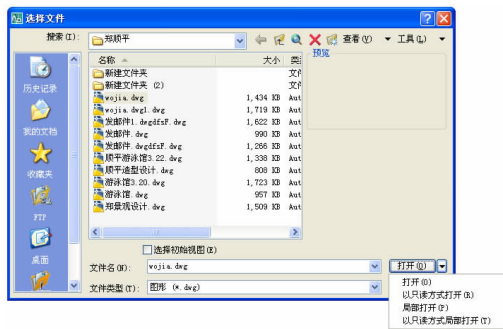 选择文件
搜索(I): 郑顺平 查看(V) 工具(L)
名称 大小 类
预览
新建文件夹 文件
新建文件夹 (2) 文件
wojia.dwg 1,434 KB Aut
wojia.dwgl.dwg 1,719 KB Aut
发邮件1.dwgdfsF.dwg 1,622 KB Aut
发邮件.dwg 990 KB Aut
发邮件.dwgdfsF.dwg 1,266 KB Aut
顺平游泳馆3.22.dwg 1,338 KB Aut
顺平造型设计.dwg 808 KB Aut
游泳馆3.20.dwg 1,723 KB Aut
游泳馆.dwg 957 KB Aut
郑景观设计.dwg 1,509 KB Aut
历史记录
我的文档
收藏夹
FTP
桌面
选择初始视图(E)
文件名(N): wojia.dwg 打开(O)
文件类型(T): 图形 (*.dwg)
打开(O)
以只读方式打开(R)
局部打开(P)
以只读方式局部打开(T)